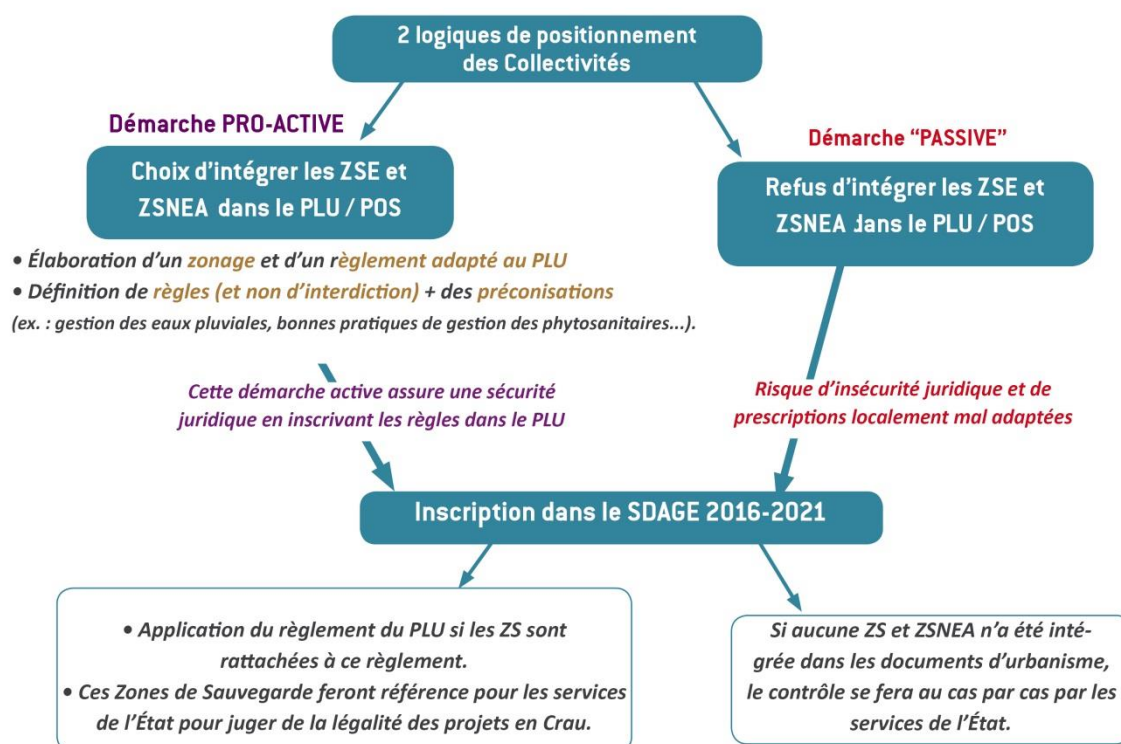 2 logiques de positionnement
des Collectivités
Démarche PRO-ACTIVE
Choix d'intégrer les ZSE et
ZSNEA dans le PLU / POS
• Élaboration d'un zonage et d'un règlement adapté au PLU
• Définition de règles (et non d'interdiction) + des préconisations
(ex. : gestion des eaux pluviales, bonnes pratiques de gestion des phytosanitaires...).
Cette démarche active assure une sécurité
juridique en inscrivant les règles dans le PLU
Démarche "PASSIVE"
Refus d'intégrer les ZSE et
ZSNEA dans le PLU / POS
Risque d'insécurité juridique et de
prescriptions localement mal adaptées
Inscription dans le SDAGE 2016-2021
• Application du règlement du PLU si les ZS sont
rattachées à ce règlement.
• Ces Zones de Sauvegarde feront référence pour les services
de l'État pour juger de la légalité des projets en Crau.
Si aucune ZS et ZSNEA n'a été inté-
grée dans les documents d'urbanisme,
le contrôle se fera au cas par cas par les
services de l'État.